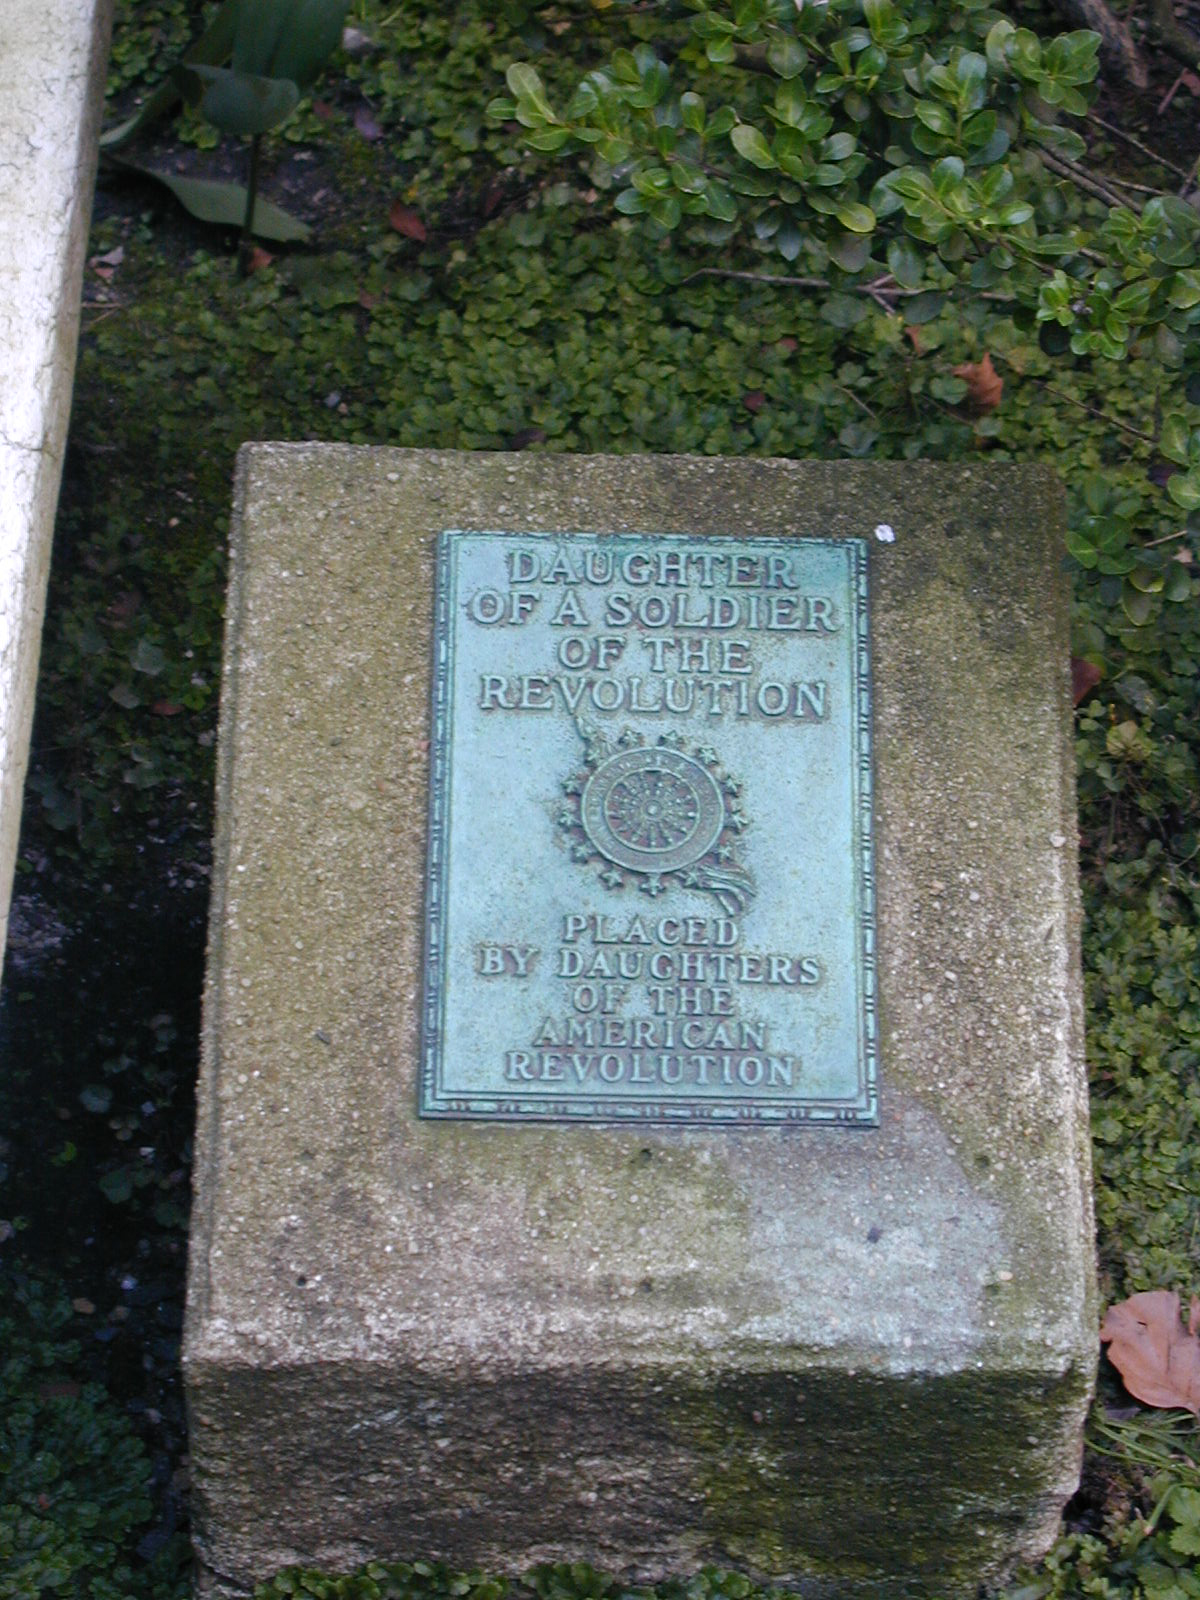 DAUGHTER
OF A SOLDIER
OF THE
REVOLUTION
PLACED
BY DAUGHTERS
OF THE
AMERICAN
REVOLUTION